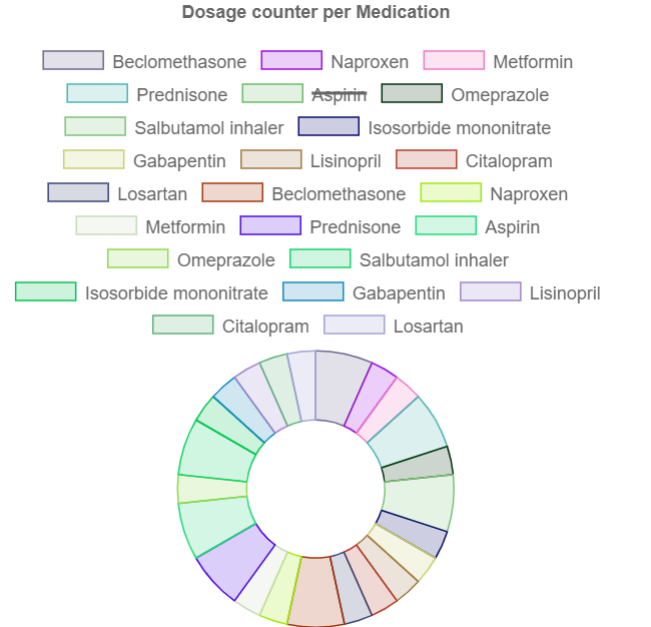 Dosage counter per Medication
Beclomethasone Naproxen Metformin
Prednisone Aspirin Omeprazole
Salbutamol inhaler Isosorbide mononitrate
Gabapentin Lisinopril Citalopram
Losartan Beclomethasone Naproxen
Metformin Prednisone Aspirin
Omeprazole Salbutamol inhaler
Isosorbide mononitrate Gabapentin Lisinopril
Citalopram Losartan